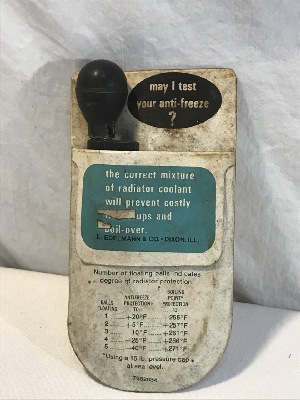 may I test
your anti-freeze
?
the correct mixture
of radiator coolant
will prevent costly
ups and
boil-over.
E. EDELMANN & CO. • DIXON, ILL.
Number of floating balls indicates
degree of radiator protection.
BALLS FLOATING ANTI-FREEZE PROTECTION TO BOILING POINT PROTECTION TO
1 +20°F 255°F
2 +5°F 257°F
3 10°F 261°F
4 -25°F
5 -40°F 271°F
*Using a 15 lb. pressure cap
at sea level.